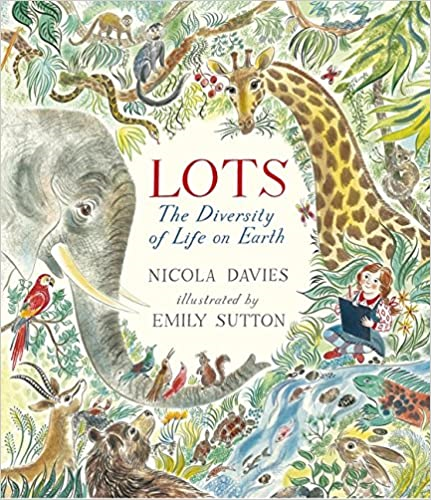 LOTS
The Diversity
of Life on Earth
NICOLA DAVIES
illustrated by
EMILY SUTTON